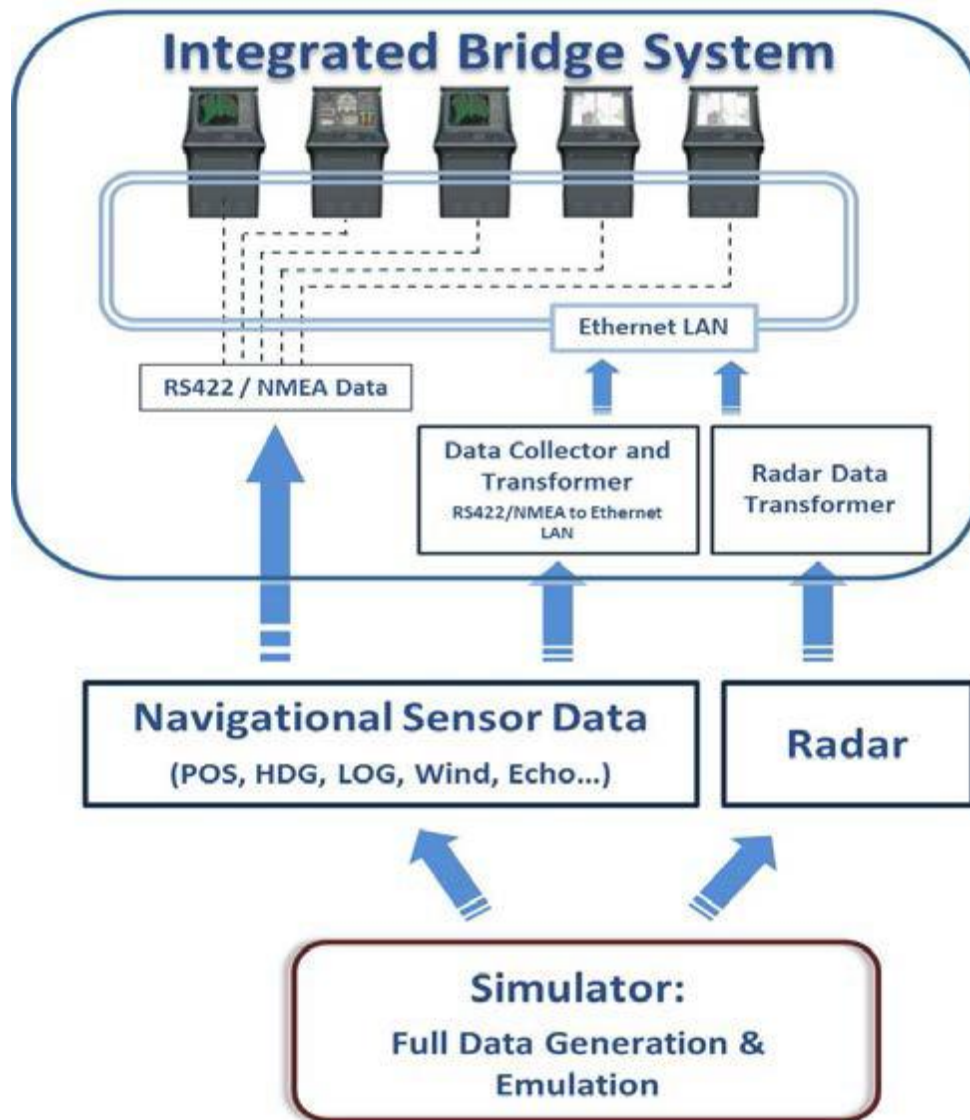 Integrated Bridge System
Ethernet LAN
RS422 / NMEA Data
Data Collector and
Transformer
RS422/NMEA to Ethernet
LAN
Radar Data
Transformer
Navigational Sensor Data
(POS, HDG, LOG, Wind, Echo...)
Radar
Simulator:
Full Data Generation &
Emulation